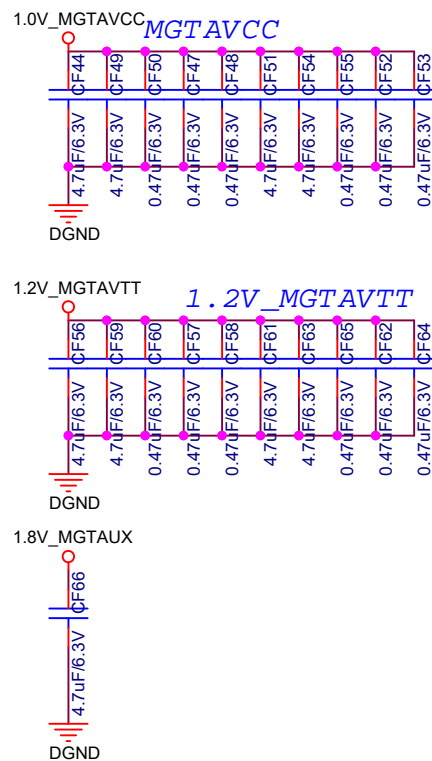 1.0V_MGTAVCC
MGTAVCC
CF44 CF49 CF50 CF47 CF48 CF51 CF54 CF55 CF52 CF53
4.7uF/6.3V 4.7uF/6.3V 0.47uF/6.3V 0.47uF/6.3V 0.47uF/6.3V 4.7uF/6.3V 4.7uF/6.3V 0.47uF/6.3V 0.47uF/6.3V 0.47uF/6.3V
DGND
1.2V_MGTAVTT
1.2V_MGTAVTT
CF56 CF59 CF60 CF57 CF58 CF61 CF63 CF65 CF62 CF64
4.7uF/6.3V 4.7uF/6.3V 0.47uF/6.3V 0.47uF/6.3V 0.47uF/6.3V 4.7uF/6.3V 4.7uF/6.3V 0.47uF/6.3V 0.47uF/6.3V 0.47uF/6.3V
DGND
1.8V_MGTAUX
CF66
4.7uF/6.3V
DGND